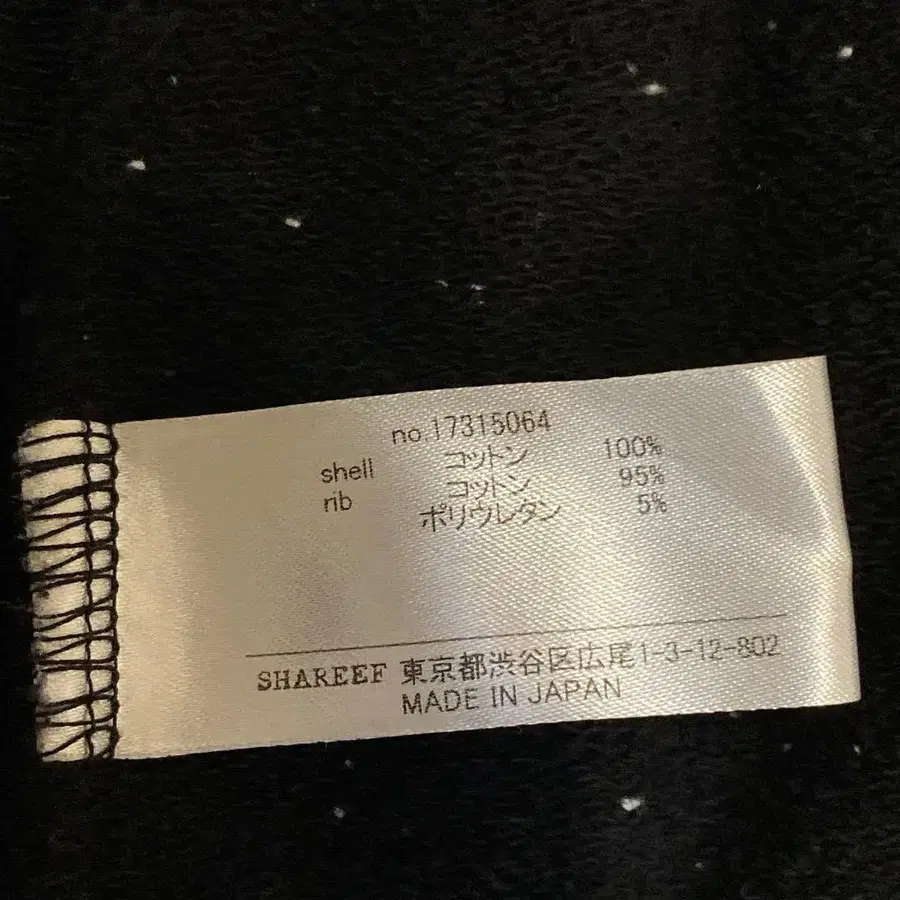 no.17315064
shell コットン 100%
rib コットン 95%
ポリウレタン 5%
SHAREEF 東京都渋谷区広尾1-3-12-802
MADE IN JAPAN